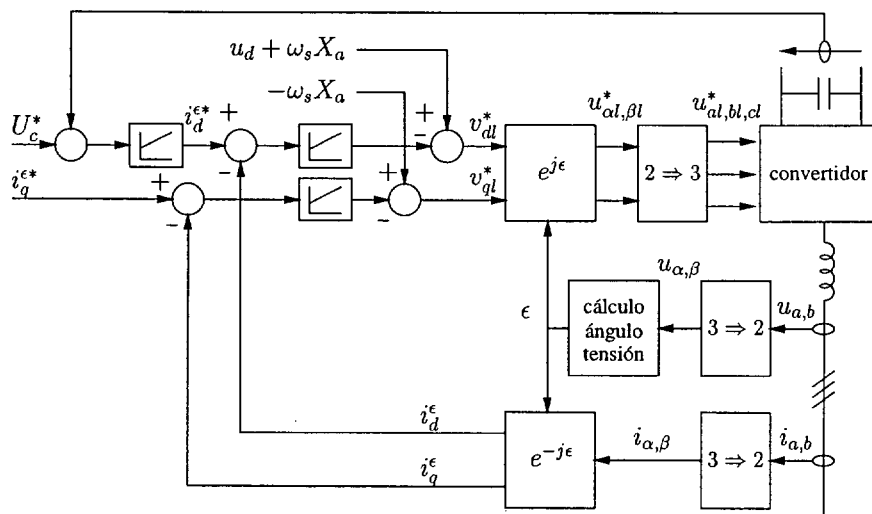 u_d + ω_s X_a
−ω_s X_a
U_c^*
i_d^{ϵ*}
+
−
+
−
v_{dl}^*
u_{αl,βl}^*
u_{al,bl,cl}^*
e^{jϵ}
2 ⇒ 3
convertidor
i_q^{ϵ*}
+
−
+
−
v_{ql}^*
ϵ
u_{α,β}
u_{a,b}
cálculo
ángulo
tensión
3 ⇒ 2
i_d^ϵ
i_q^ϵ
e^{−jϵ}
i_{α,β}
3 ⇒ 2
i_{a,b}